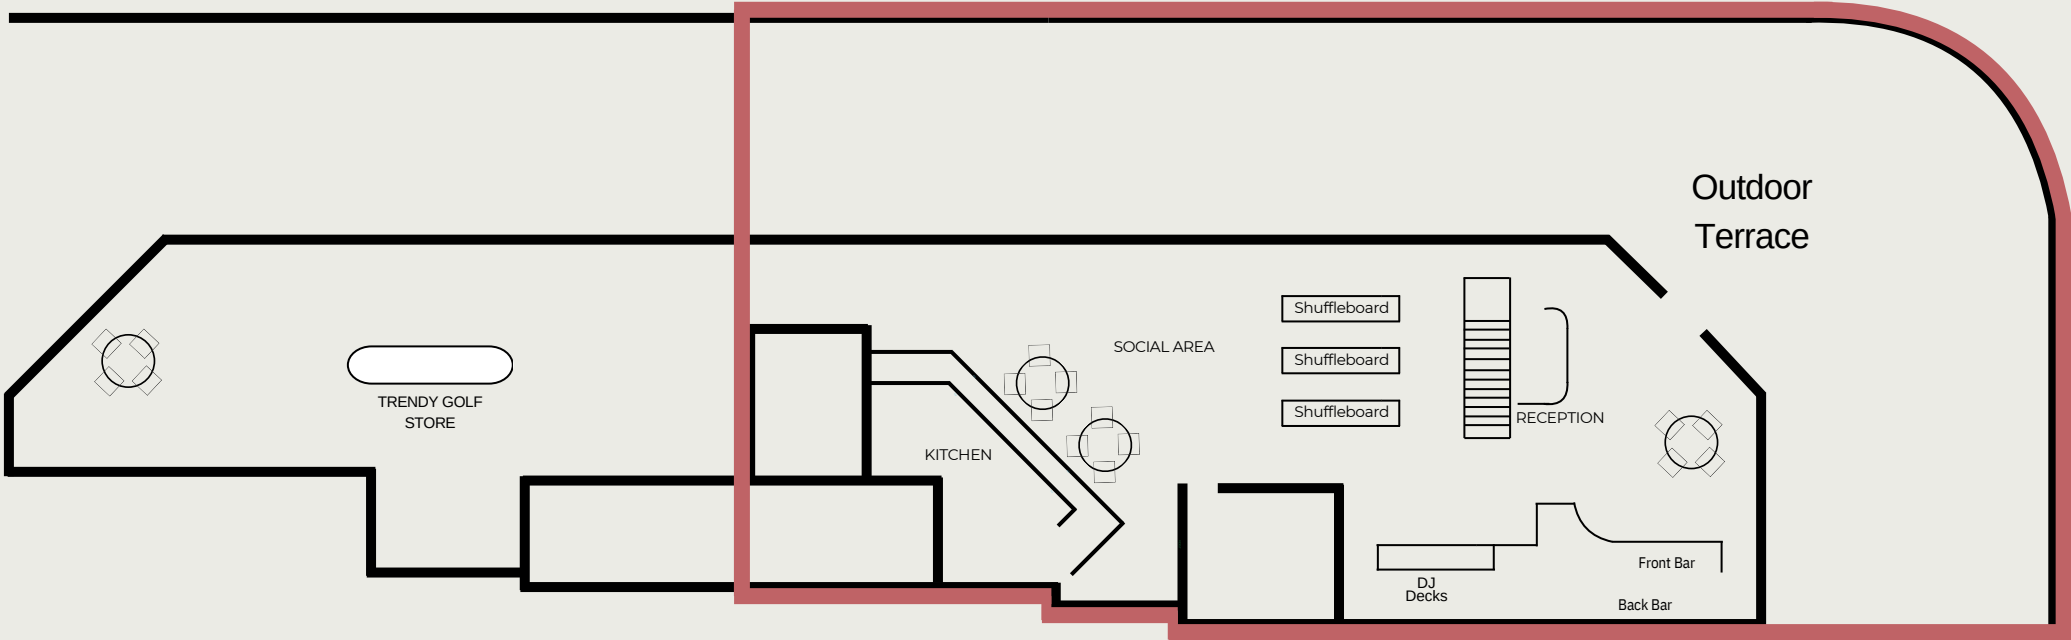 Outdoor
Terrace
Shuffleboard
SOCIAL AREA
Shuffleboard
TRENDY GOLF
STORE
Shuffleboard
RECEPTION
KITCHEN
Front Bar
DJ
Decks
Back Bar